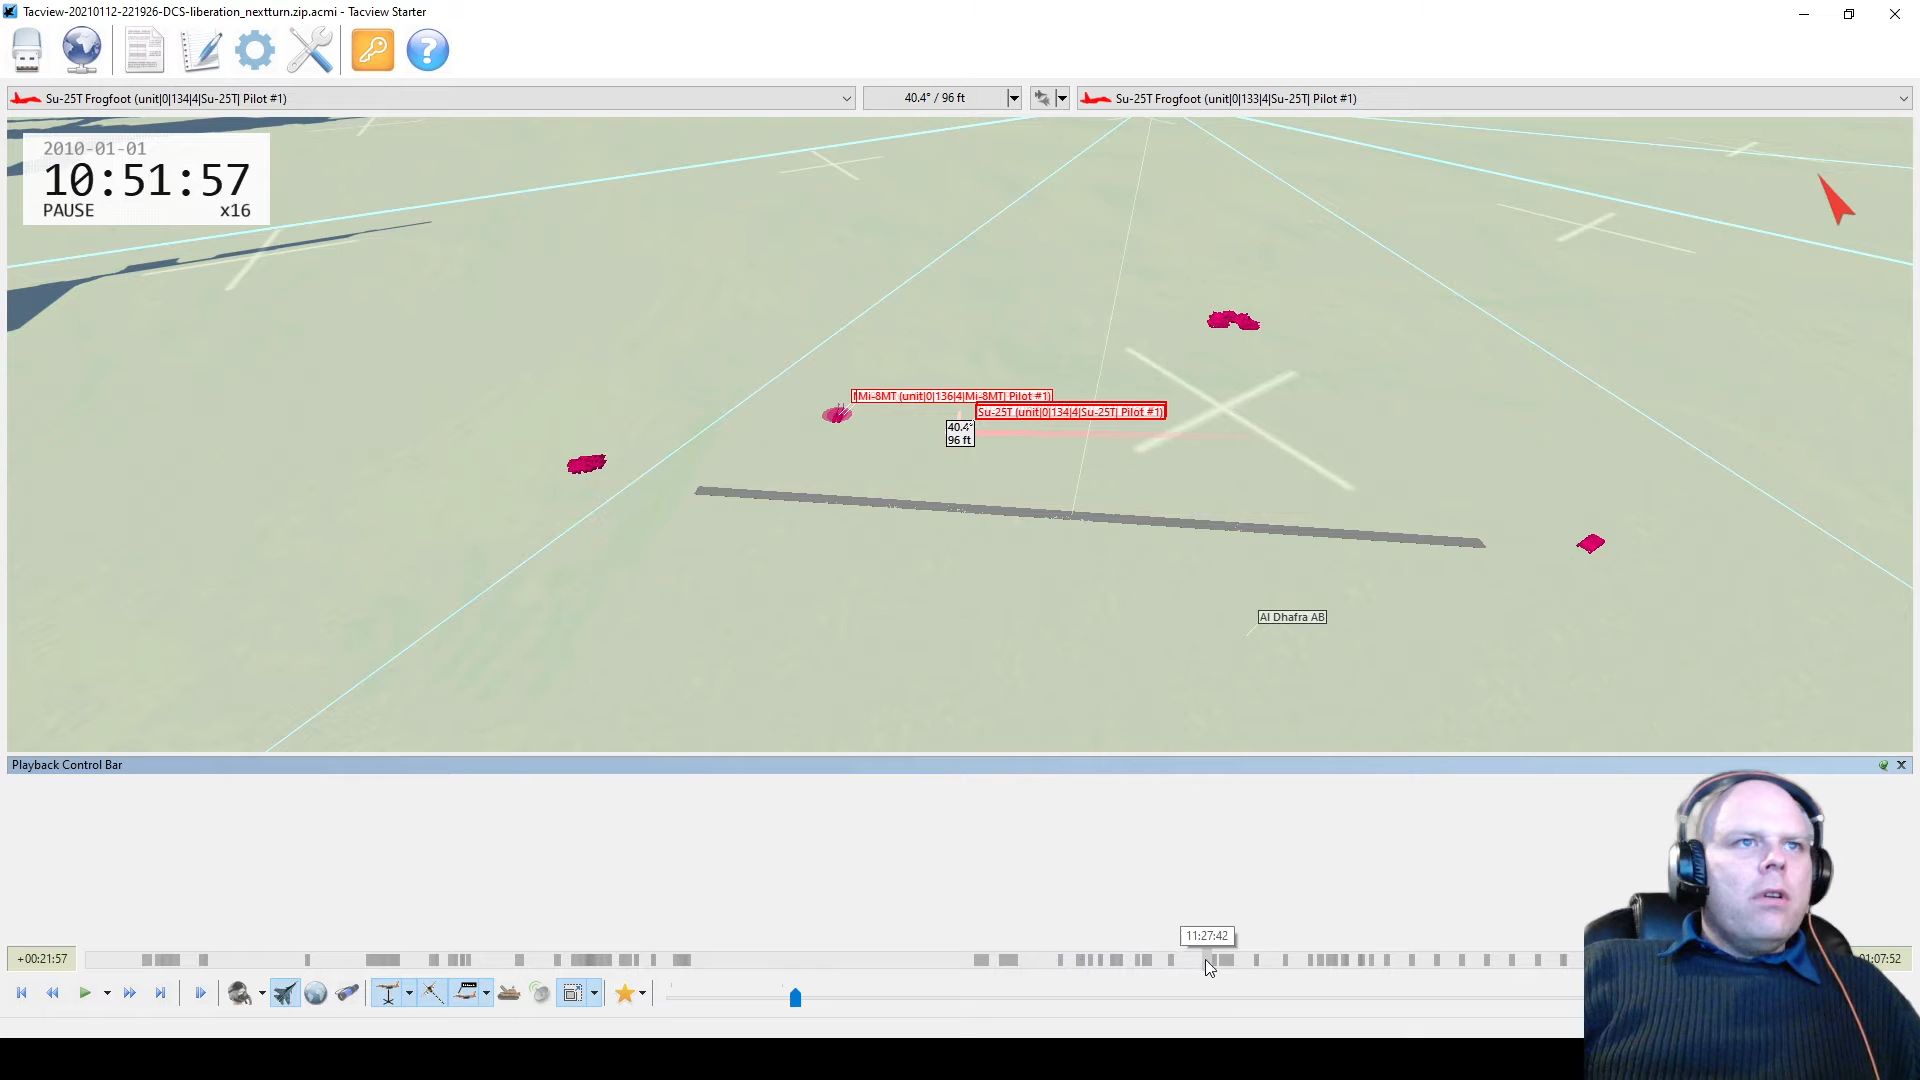 Tacview-20210112-221926-DCS-liberation_nextturn.zip.acmi - Tacview Starter
Su-25T Frogfoot (unit|0|134|4|Su-25T| Pilot #1)
40.4° / 96 ft
Su-25T Frogfoot (unit|0|133|4|Su-25T| Pilot #1)
2010-01-01
10:51:57
PAUSE x16
Mi-8MT (unit|0|136|4|Mi-8MT| Pilot #1)
Su-25T (unit|0|134|4|Su-25T| Pilot #1)
40.4°
96 ft
Al Dhafra AB
Playback Control Bar
11:27:42
+00:21:57
01:07:52